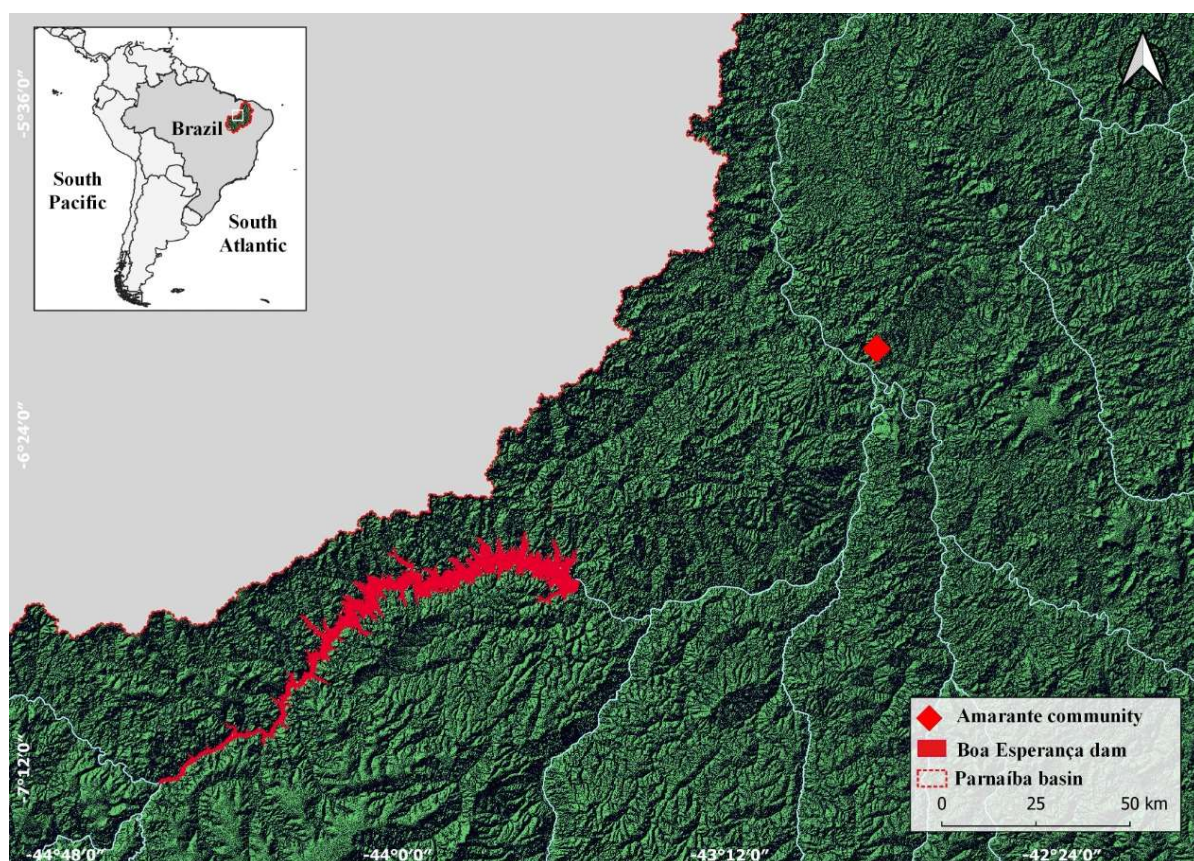 Brazil
South
Pacific
South
Atlantic
-5°36′0″
-6°24′0″
-7°12′0″
-44°48′0″
-44°0′0″
-43°12′0″
-42°24′0″
Amarante community
Boa Esperança dam
Parnaíba basin
0 25 50 km